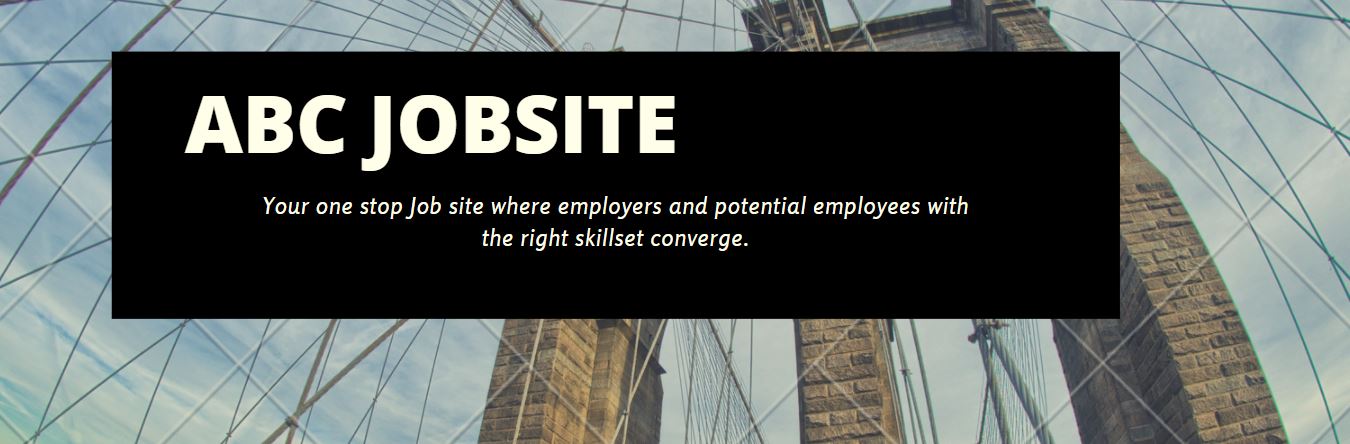 ABC JOBSITE
Your one stop Job site where employers and potential employees with
the right skillset converge.